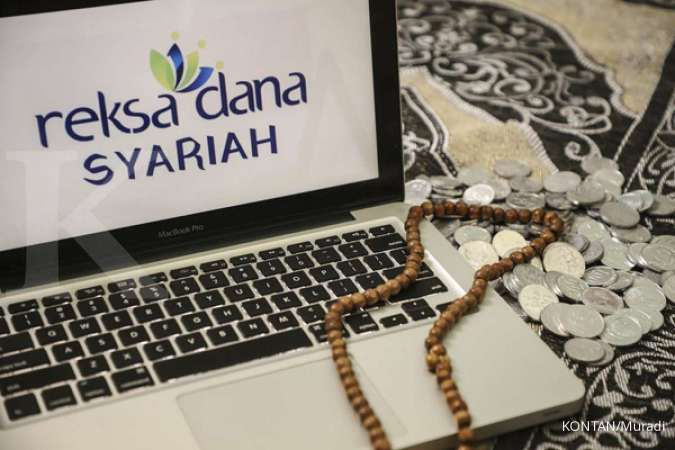 reksa dana
SYARIAH
MacBook Pro
KONTAN/Muradi